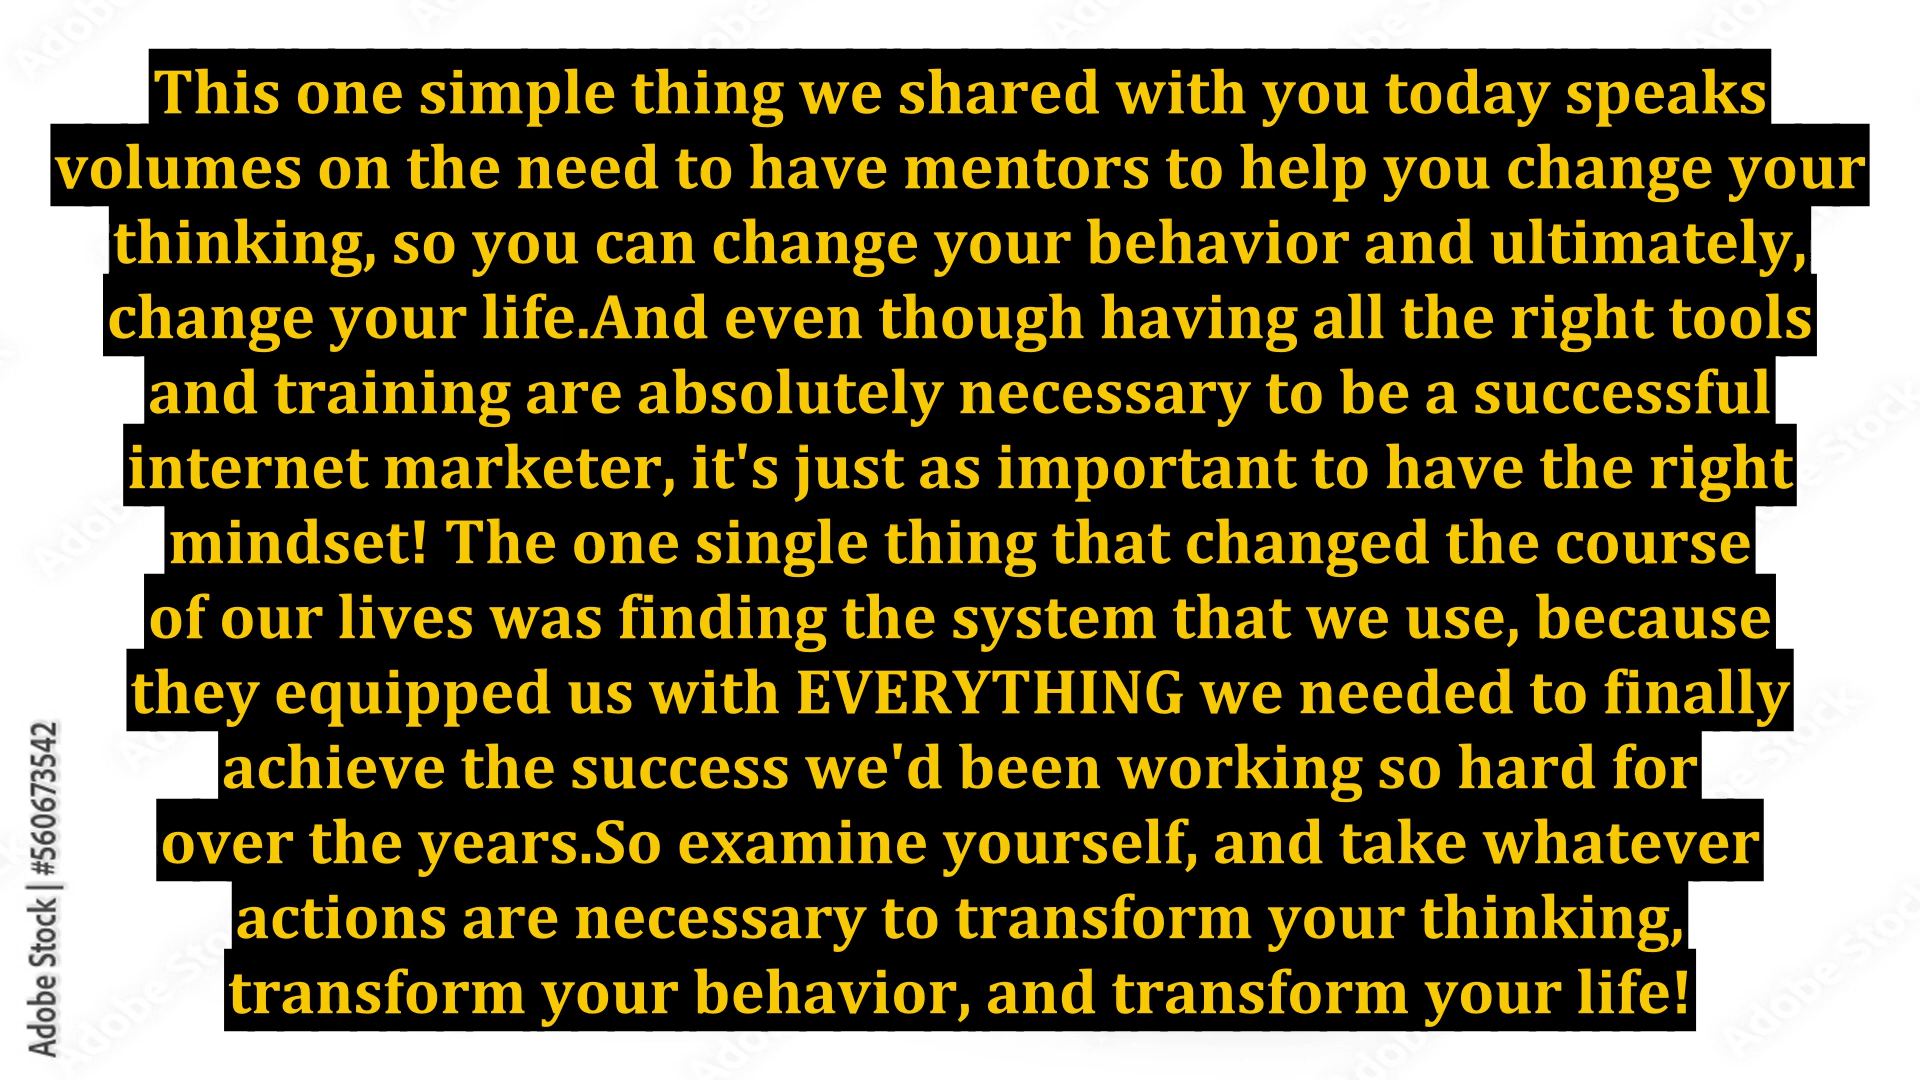 This one simple thing we shared with you today speaks
volumes on the need to have mentors to help you change your
thinking, so you can change your behavior and ultimately,
change your life.And even though having all the right tools
and training are absolutely necessary to be a successful
internet marketer, it's just as important to have the right
mindset! The one single thing that changed the course
of our lives was finding the system that we use, because
they equipped us with EVERYTHING we needed to finally
achieve the success we'd been working so hard for
over the years.So examine yourself, and take whatever
actions are necessary to transform your thinking,
transform your behavior, and transform your life!
Adobe Stock | #560673542